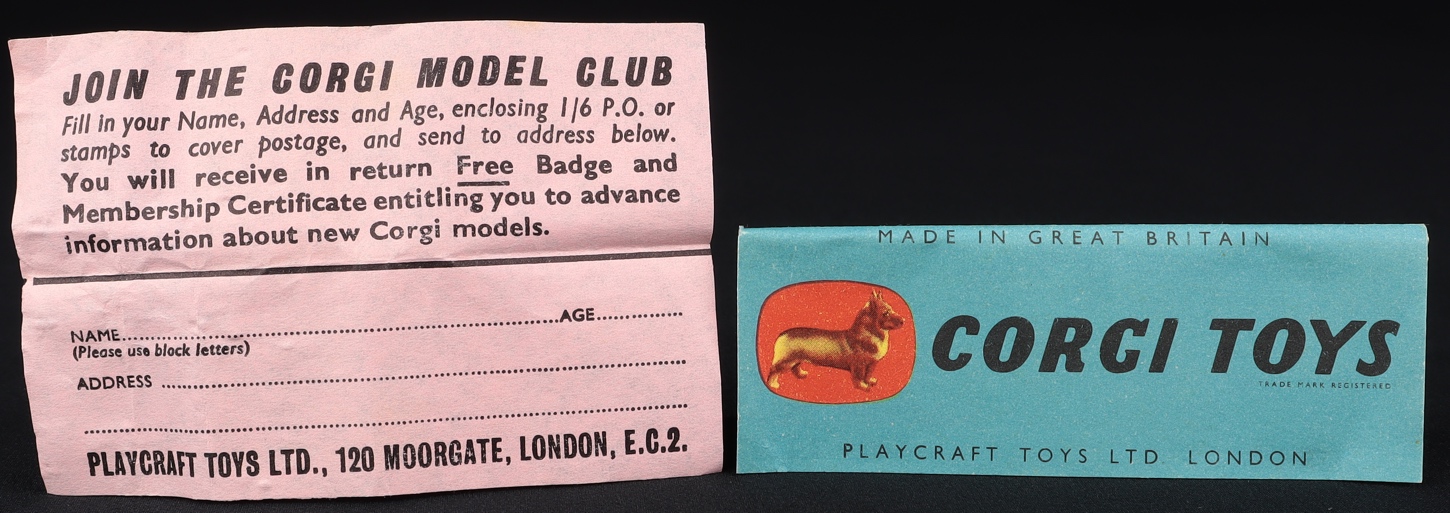 JOIN THE CORGI MODEL CLUB
Fill in your Name, Address and Age, enclosing 1/6 P.O. or
stamps to cover postage, and send to address below.
You will receive in return Free Badge and
Membership Certificate entitling you to advance
information about new Corgi models.
NAME..........AGE..........
(Please use block letters)
ADDRESS ..........
PLAYCRAFT TOYS LTD., 120 MOORGATE, LONDON, E.C.2.
MADE IN GREAT BRITAIN
CORGI TOYS
TRADE MARK REGISTERED
PLAYCRAFT TOYS LTD. LONDON